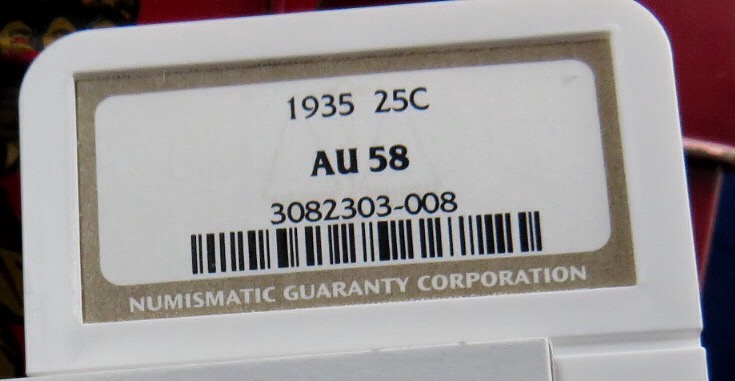 1935 25C
AU 58
3082303-008
NUMISMATIC GUARANTY CORPORATION